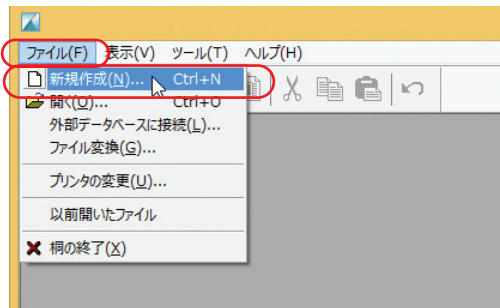 ファイル(F) 表示(V) ツール(T) ヘルプ(H)
新規作成(N)... Ctrl+N
開く(O)... Ctrl+O
外部データベースに接続(L)...
ファイル変換(G)...
プリンタの変更(U)...
以前開いたファイル
桐の終了(X)